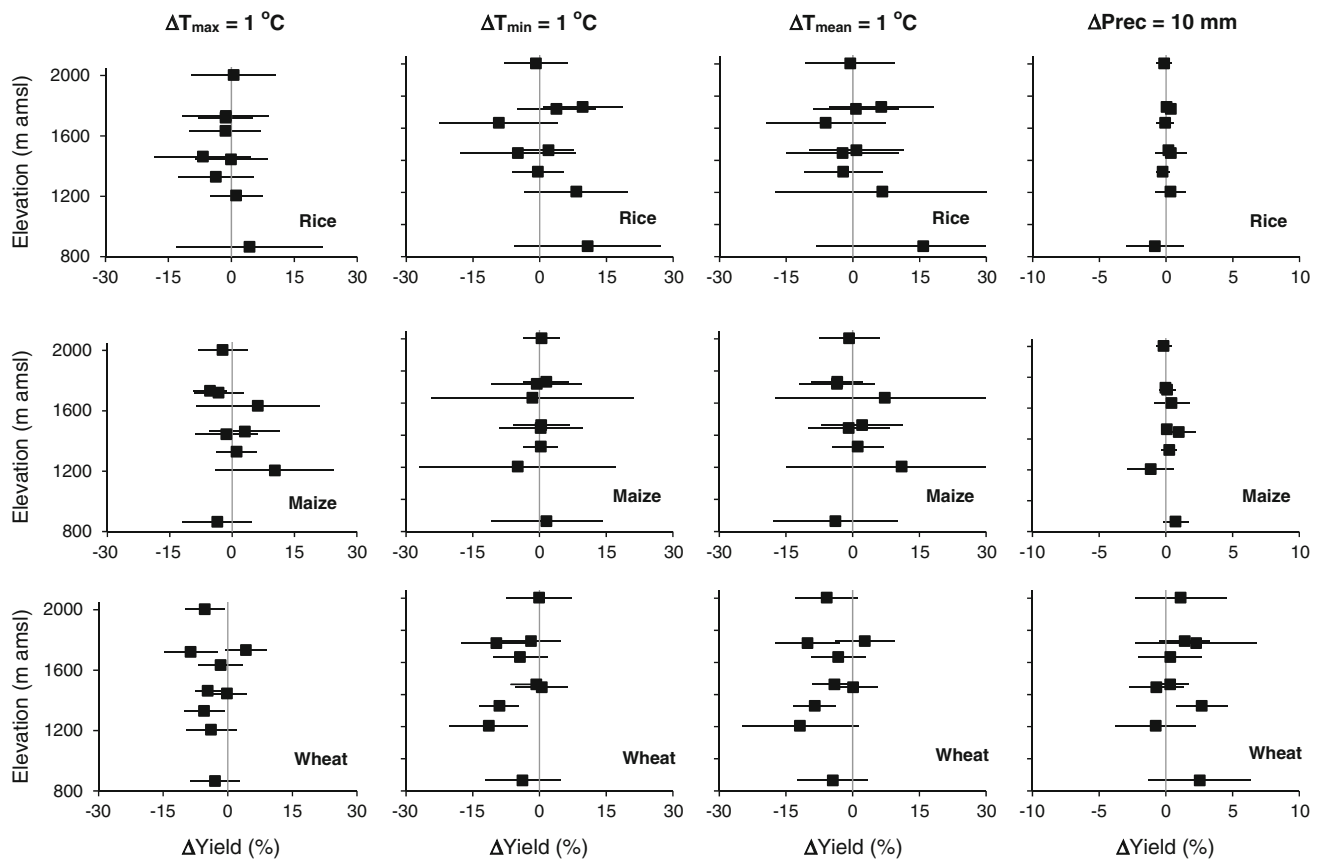 ΔTmax = 1 °C ΔTmin = 1 °C ΔTmean = 1 °C ΔPrec = 10 mm
Elevation (m amsl)
2000
1600
1200
800
Rice Rice Rice Rice
-30 -15 0 15 30 -30 -15 0 15 30 -30 -15 0 15 30 -10 -5 0 5 10
Elevation (m amsl)
2000
1600
1200
800
Maize Maize Maize Maize
-30 -15 0 15 30 -30 -15 0 15 30 -30 -15 0 15 30 -10 -5 0 5 10
Elevation (m amsl)
2000
1600
1200
800
Wheat Wheat Wheat Wheat
-30 -15 0 15 30 -30 -15 0 15 30 -30 -15 0 15 30 -10 -5 0 5 10
ΔYield (%) ΔYield (%) ΔYield (%) ΔYield (%)